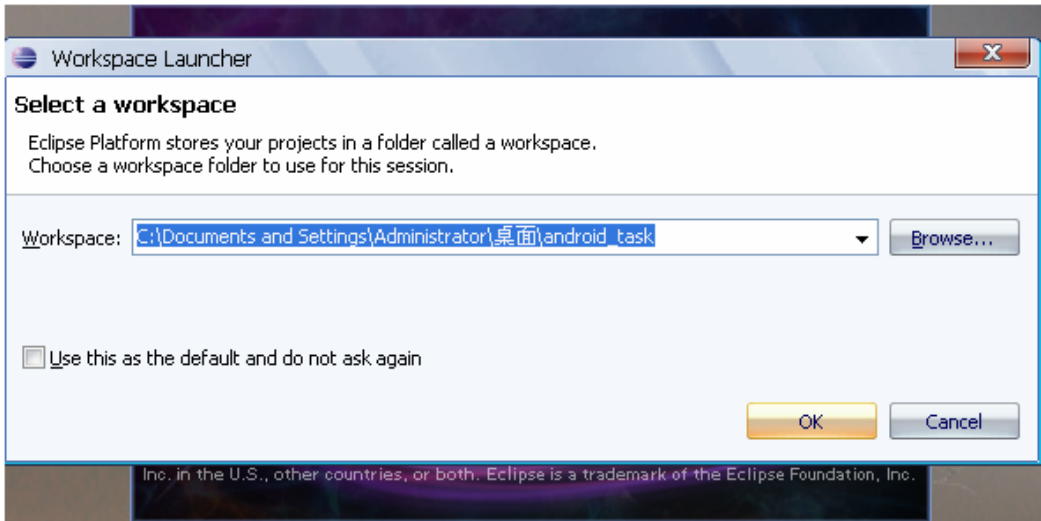 Workspace Launcher
Select a workspace
Eclipse Platform stores your projects in a folder called a workspace.
Choose a workspace folder to use for this session.
Workspace: C:\Documents and Settings\Administrator\桌面\android_task Browse...
Use this as the default and do not ask again
OK Cancel
Inc. in the U.S., other countries, or both. Eclipse is a trademark of the Eclipse Foundation, Inc.